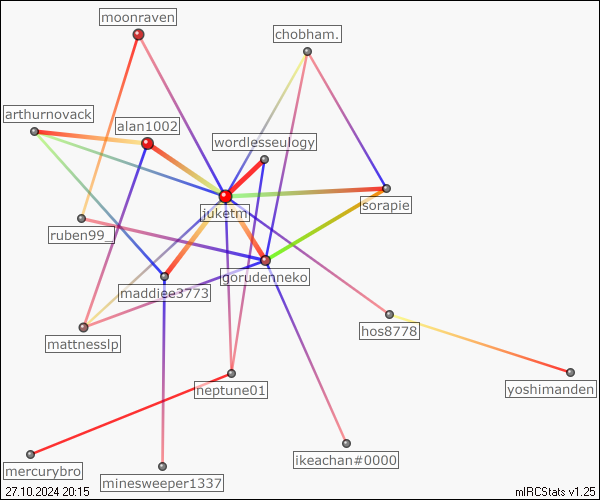 moonraven
chobham.
arthurnovack
alan1002
wordlesseulogy
juketm
sorapie
ruben99_
gorudenneko
maddiee3773
hos8778
mattnesslp
neptune01
yoshimanden
ikeachan#0000
mercurybro
minesweeper1337
27.10.2024 20:15
mIRCStats v1.25